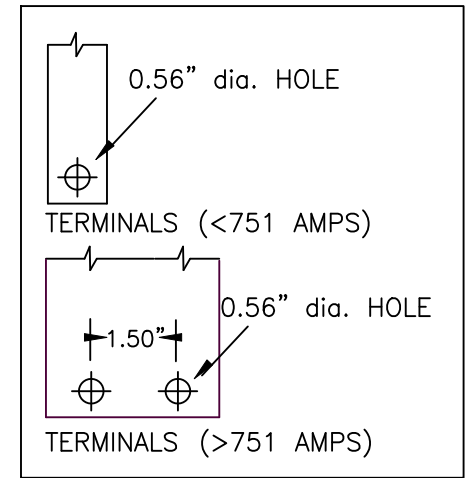 0.56" dia. HOLE
TERMINALS (<751 AMPS)
0.56" dia. HOLE
1.50"
TERMINALS (>751 AMPS)